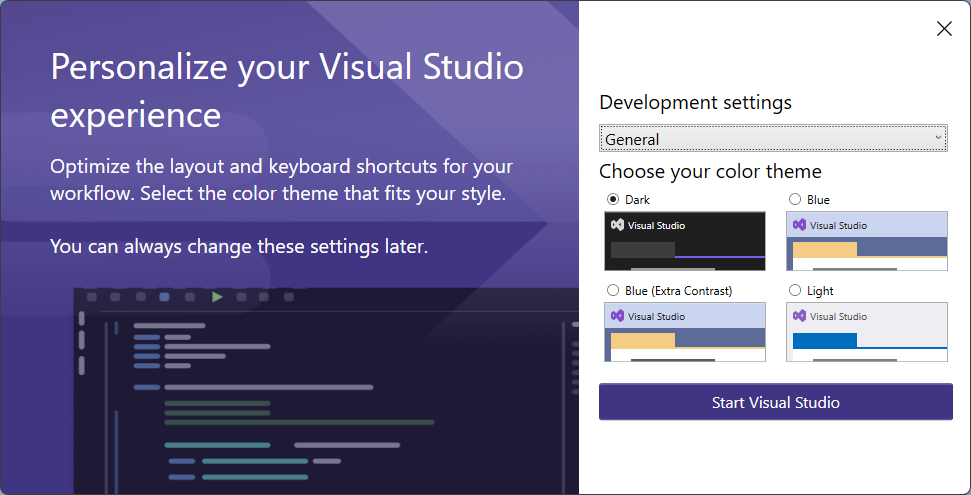 Personalize your Visual Studio
experience
Optimize the layout and keyboard shortcuts for your
workflow. Select the color theme that fits your style.
You can always change these settings later.
Development settings
General
Choose your color theme
Dark
Blue
Visual Studio
Visual Studio
Blue (Extra Contrast)
Light
Visual Studio
Visual Studio
Start Visual Studio